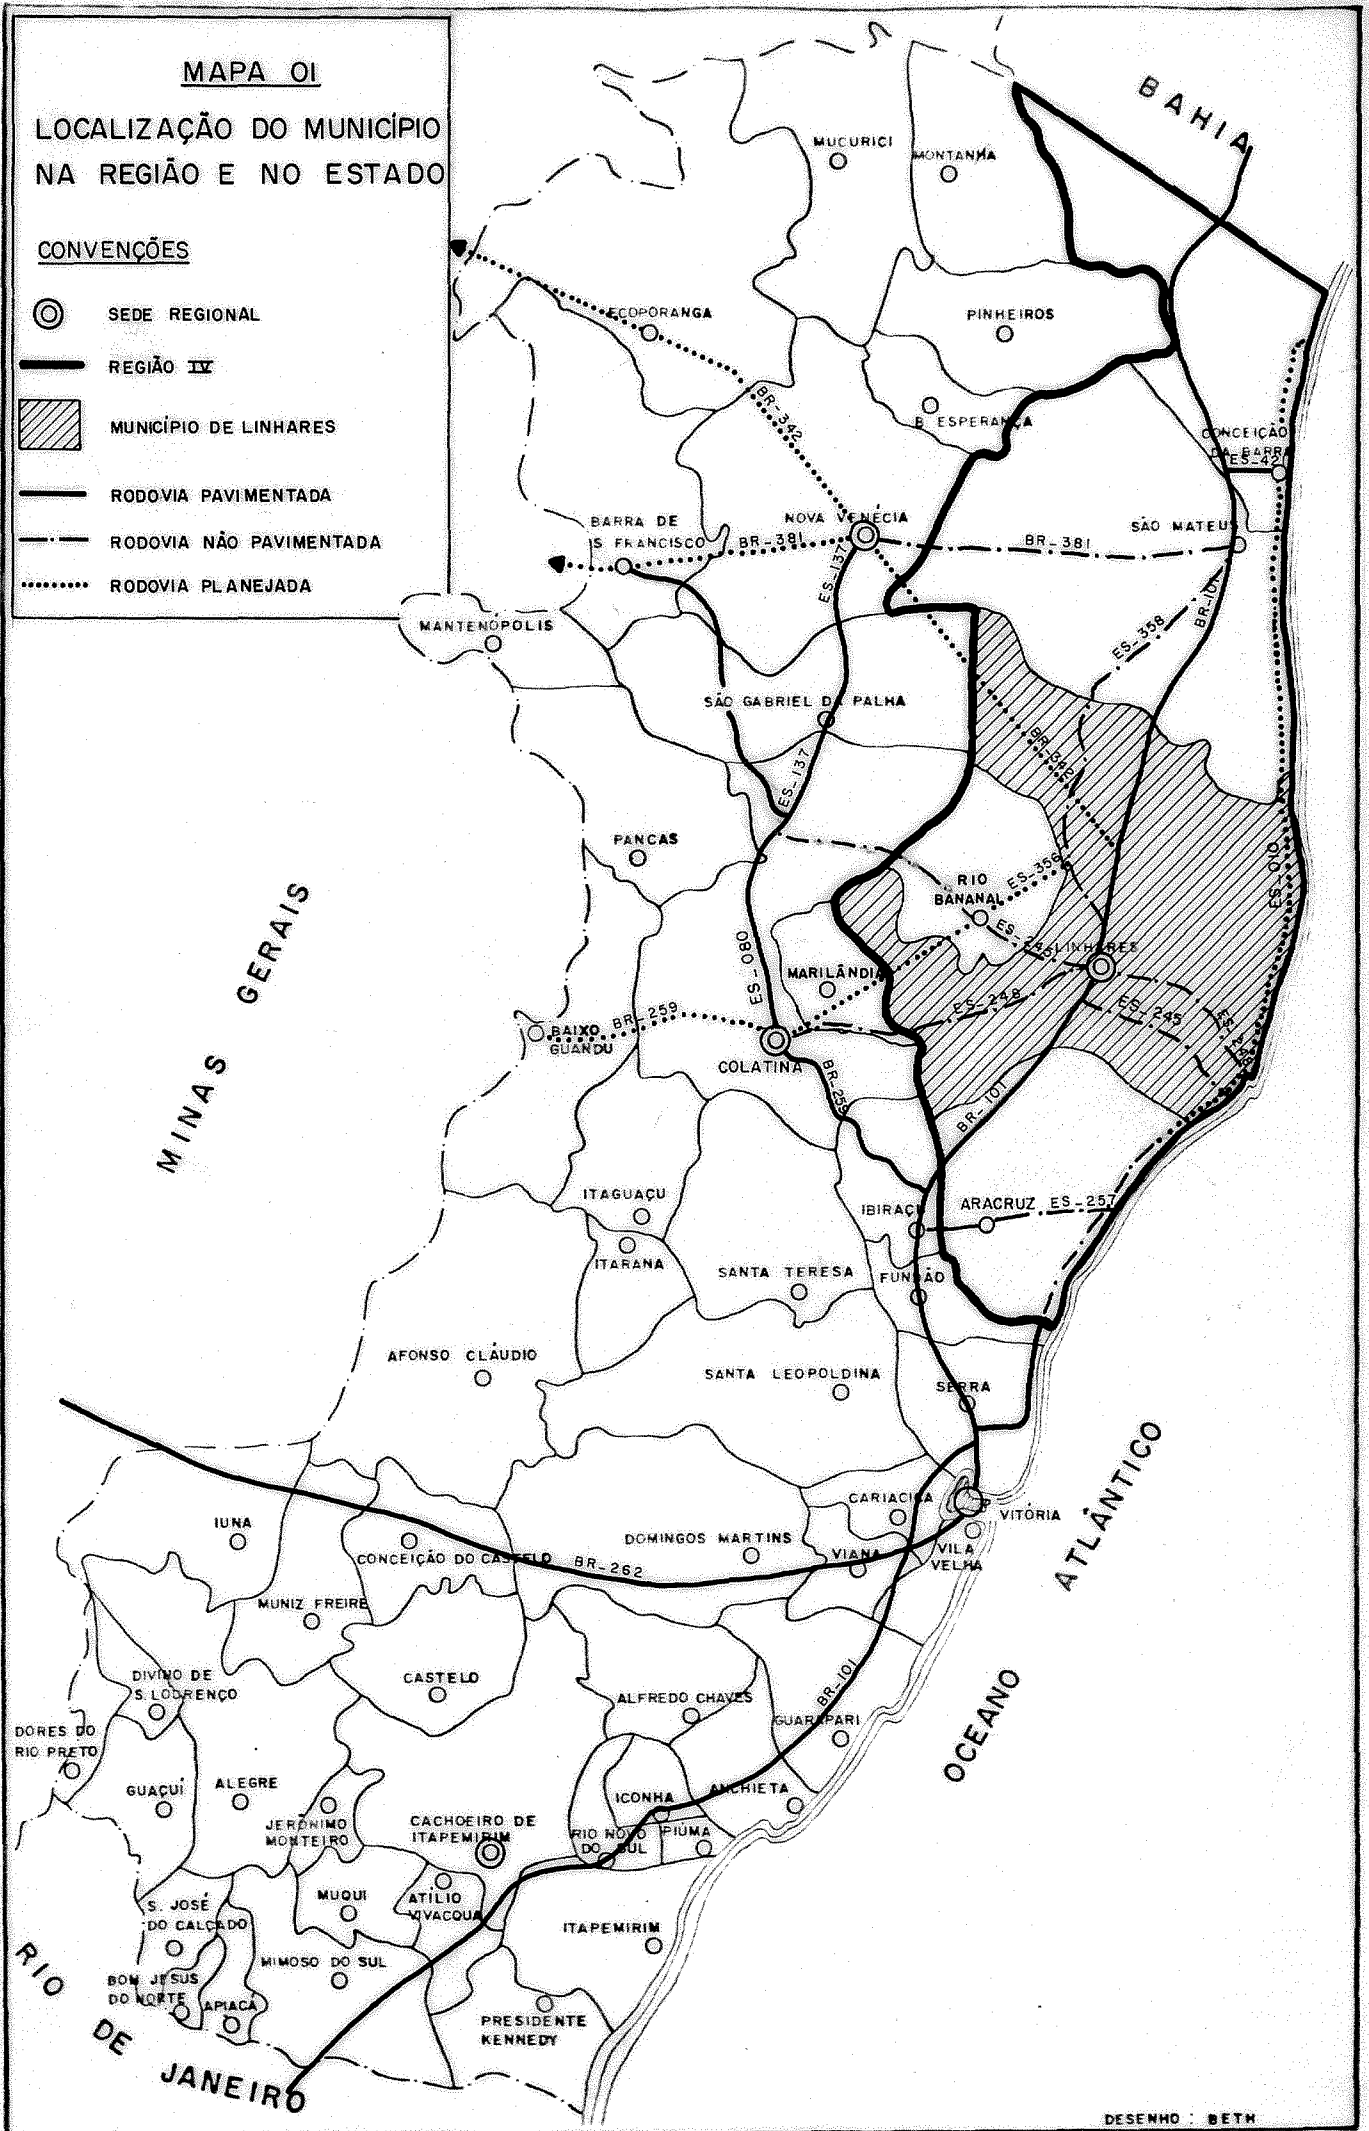 MAPA 01
LOCALIZAÇÃO DO MUNICÍPIO
NA REGIÃO E NO ESTADO
CONVENÇÕES
SEDE REGIONAL
REGIÃO IV
MUNICÍPIO DE LINHARES
RODOVIA PAVIMENTADA
RODOVIA NÃO PAVIMENTADA
RODOVIA PLANEJADA
BAHIA
MUCURICI
MONTANHA
ECOPORANGA
PINHEIROS
BR-342
B. ESPERANÇA
CONCEIÇÃO
DA BARRA
ES-421
NOVA VENÉCIA
BARRA DE
S. FRANCISCO
BR-381
BR-381
SÃO MATEUS
ES-137
BR-101
ES-358
MANTENÓPOLIS
SÃO GABRIEL DA PALHA
BR-342
ES-137
PANCAS
ES-010
RIO
BANANAL
ES-356
LINHARES
ES-080
MARILÂNDIA
ES-248
ES-245
BR-259
BAIXO
GUANDU
COLATINA
BR-259
BR-101
MINAS GERAIS
ITAGUAÇU
IBIRAÇU
ARACRUZ
ES-257
ITARANA
SANTA TERESA
FUNDÃO
AFONSO CLÁUDIO
SANTA LEOPOLDINA
SERRA
CARIACICA
VITÓRIA
IUNA
CONCEIÇÃO DO CASTELO
BR-262
DOMINGOS MARTINS
VIANA
VILA
VELHA
OCEANO ATLÂNTICO
MUNIZ FREIRE
DIVINO DE
S. LOURENÇO
CASTELO
ALFREDO CHAVES
BR-101
GUARAPARI
DORES DO
RIO PRETO
GUAÇUÍ
ALEGRE
JERÔNIMO
MONTEIRO
CACHOEIRO DE
ITAPEMIRIM
ICONHA
ANCHIETA
RIO NOVO
DO SUL
PIÚMA
S. JOSÉ
DO CALÇADO
MUQUI
ATÍLIO
VIVACQUA
ITAPEMIRIM
MIMOSO DO SUL
BOM JESUS
DO NORTE
APIACÁ
PRESIDENTE
KENNEDY
RIO DE JANEIRO
DESENHO: BETH